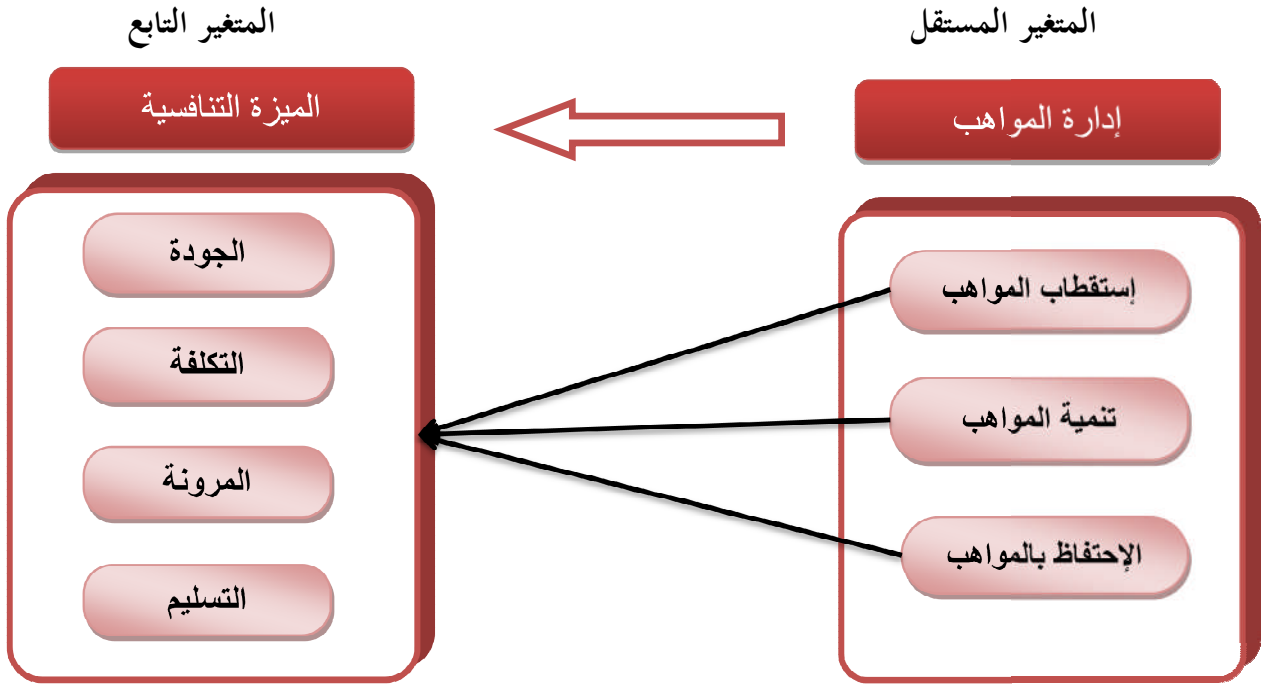 المتغير المستقل
المتغير التابع
إدارة المواهب
الميزة التنافسية
إستقطاب المواهب
تنمية المواهب
الإحتفاظ بالمواهب
الجودة
التكلفة
المرونة
التسليم